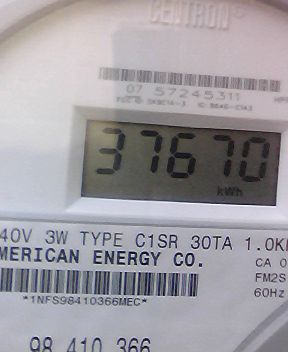 CENTRON®
07 57245311
37670
kWh
40V 3W TYPE C1SR 30TA 1.0K
MERICAN ENERGY CO.
CA 0
FM2S
60Hz
*1NFS98410366MEC*
98 410 366